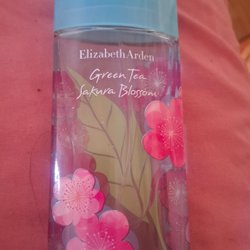 Elizabeth Arden
Green Tea
Sakura Blossom